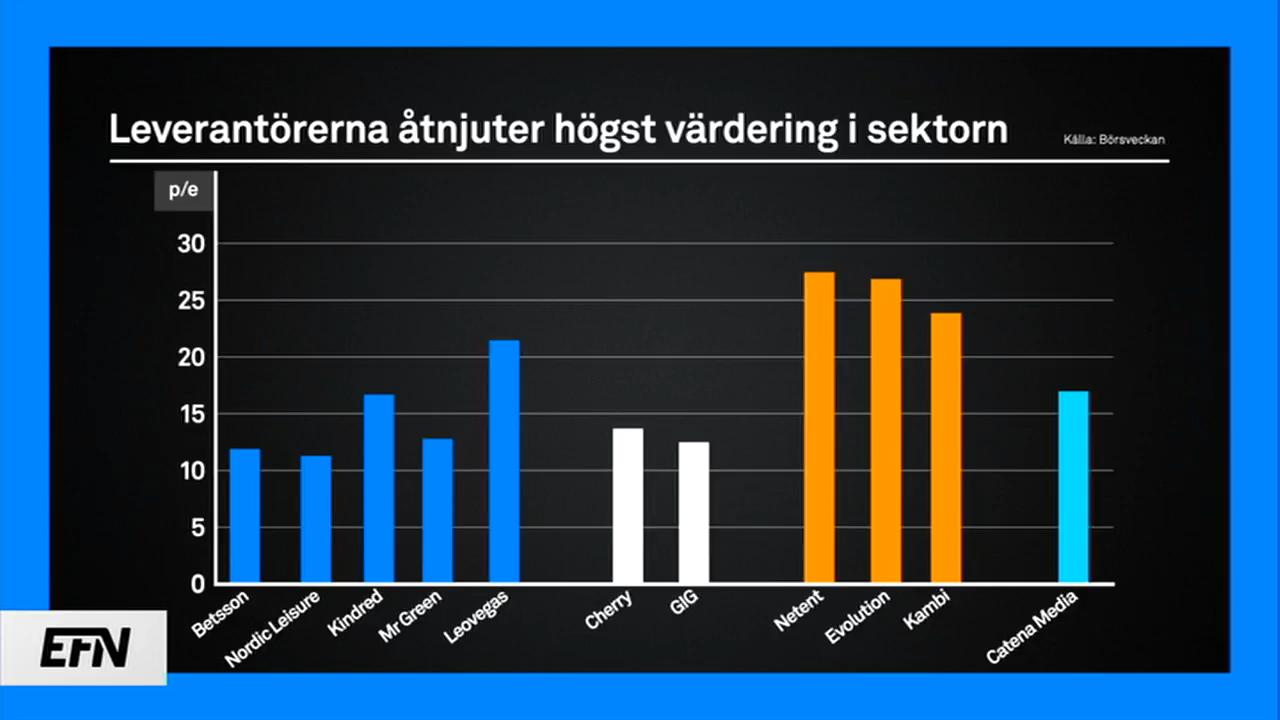 Leverantörerna åtnjuter högst värdering i sektorn
Källa: Börsveckan
p/e
30
25
20
15
10
5
0
Betsson
Nordic Leisure
Kindred
Mr Green
Leovegas
Cherry
GIG
Netent
Evolution
Kambi
Catena Media
EFN